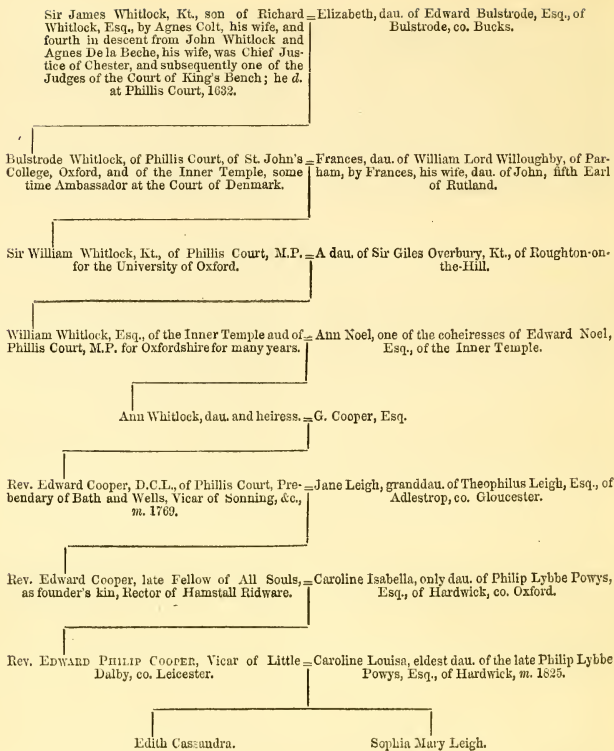 Sir James Whitlock, Kt., son of Richard
Whitlock, Esq., by Agnes Colt, his wife, and
fourth in descent from John Whitlock and
Agnes De la Beche, his wife, was Chief Jus-
tice of Chester, and subsequently one of the
Judges of the Court of King's Bench; he d.
at Phillis Court, 1632.
=Elizabeth, dau. of Edward Bulstrode, Esq., of
Bulstrode, co. Bucks.
Bulstrode Whitlock, of Phillis Court, of St. John's
College, Oxford, and of the Inner Temple, some
time Ambassador at the Court of Denmark.
=Frances, dau. of William Lord Willoughby, of Par-
ham, by Frances, his wife, dau. of John, fifth Earl
of Rutland.
Sir William Whitlock, Kt., of Phillis Court, M.P.
for the University of Oxford.
=A dau. of Sir Giles Overbury, Kt., of Roughton-on-
the-Hill.
William Whitlock, Esq., of the Inner Temple aud of
Phillis Court, M.P. for Oxfordshire for many years.
=Ann Noel, one of the coheiresses of Edward Noel,
Esq., of the Inner Temple.
Ann Whitlock, dau. and heiress.=G. Cooper, Esq.
Rev. Edward Cooper, D.C.L., of Phillis Court, Pre-
bendary of Bath and Wells, Vicar of Sonning, &c.,
m. 1769.
=Jane Leigh, granddau. of Theophilus Leigh, Esq., of
Adlestrop, co. Gloucester.
Rev. Edward Cooper, late Fellow of All Souls,
as founder's kin, Rector of Hamstall Ridware.
=Caroline Isabella, only dau. of Philip Lybbe Powys,
Esq., of Hardwick, co. Oxford.
Rev. EDWARD PHILIP COOPER, Vicar of Little
Dalby, co. Leicester.
=Caroline Louisa, eldest dau. of the late Philip Lybbe
Powys, Esq., of Hardwick, m. 1825.
Edith Cassandra.
Sophia Mary Leigh.